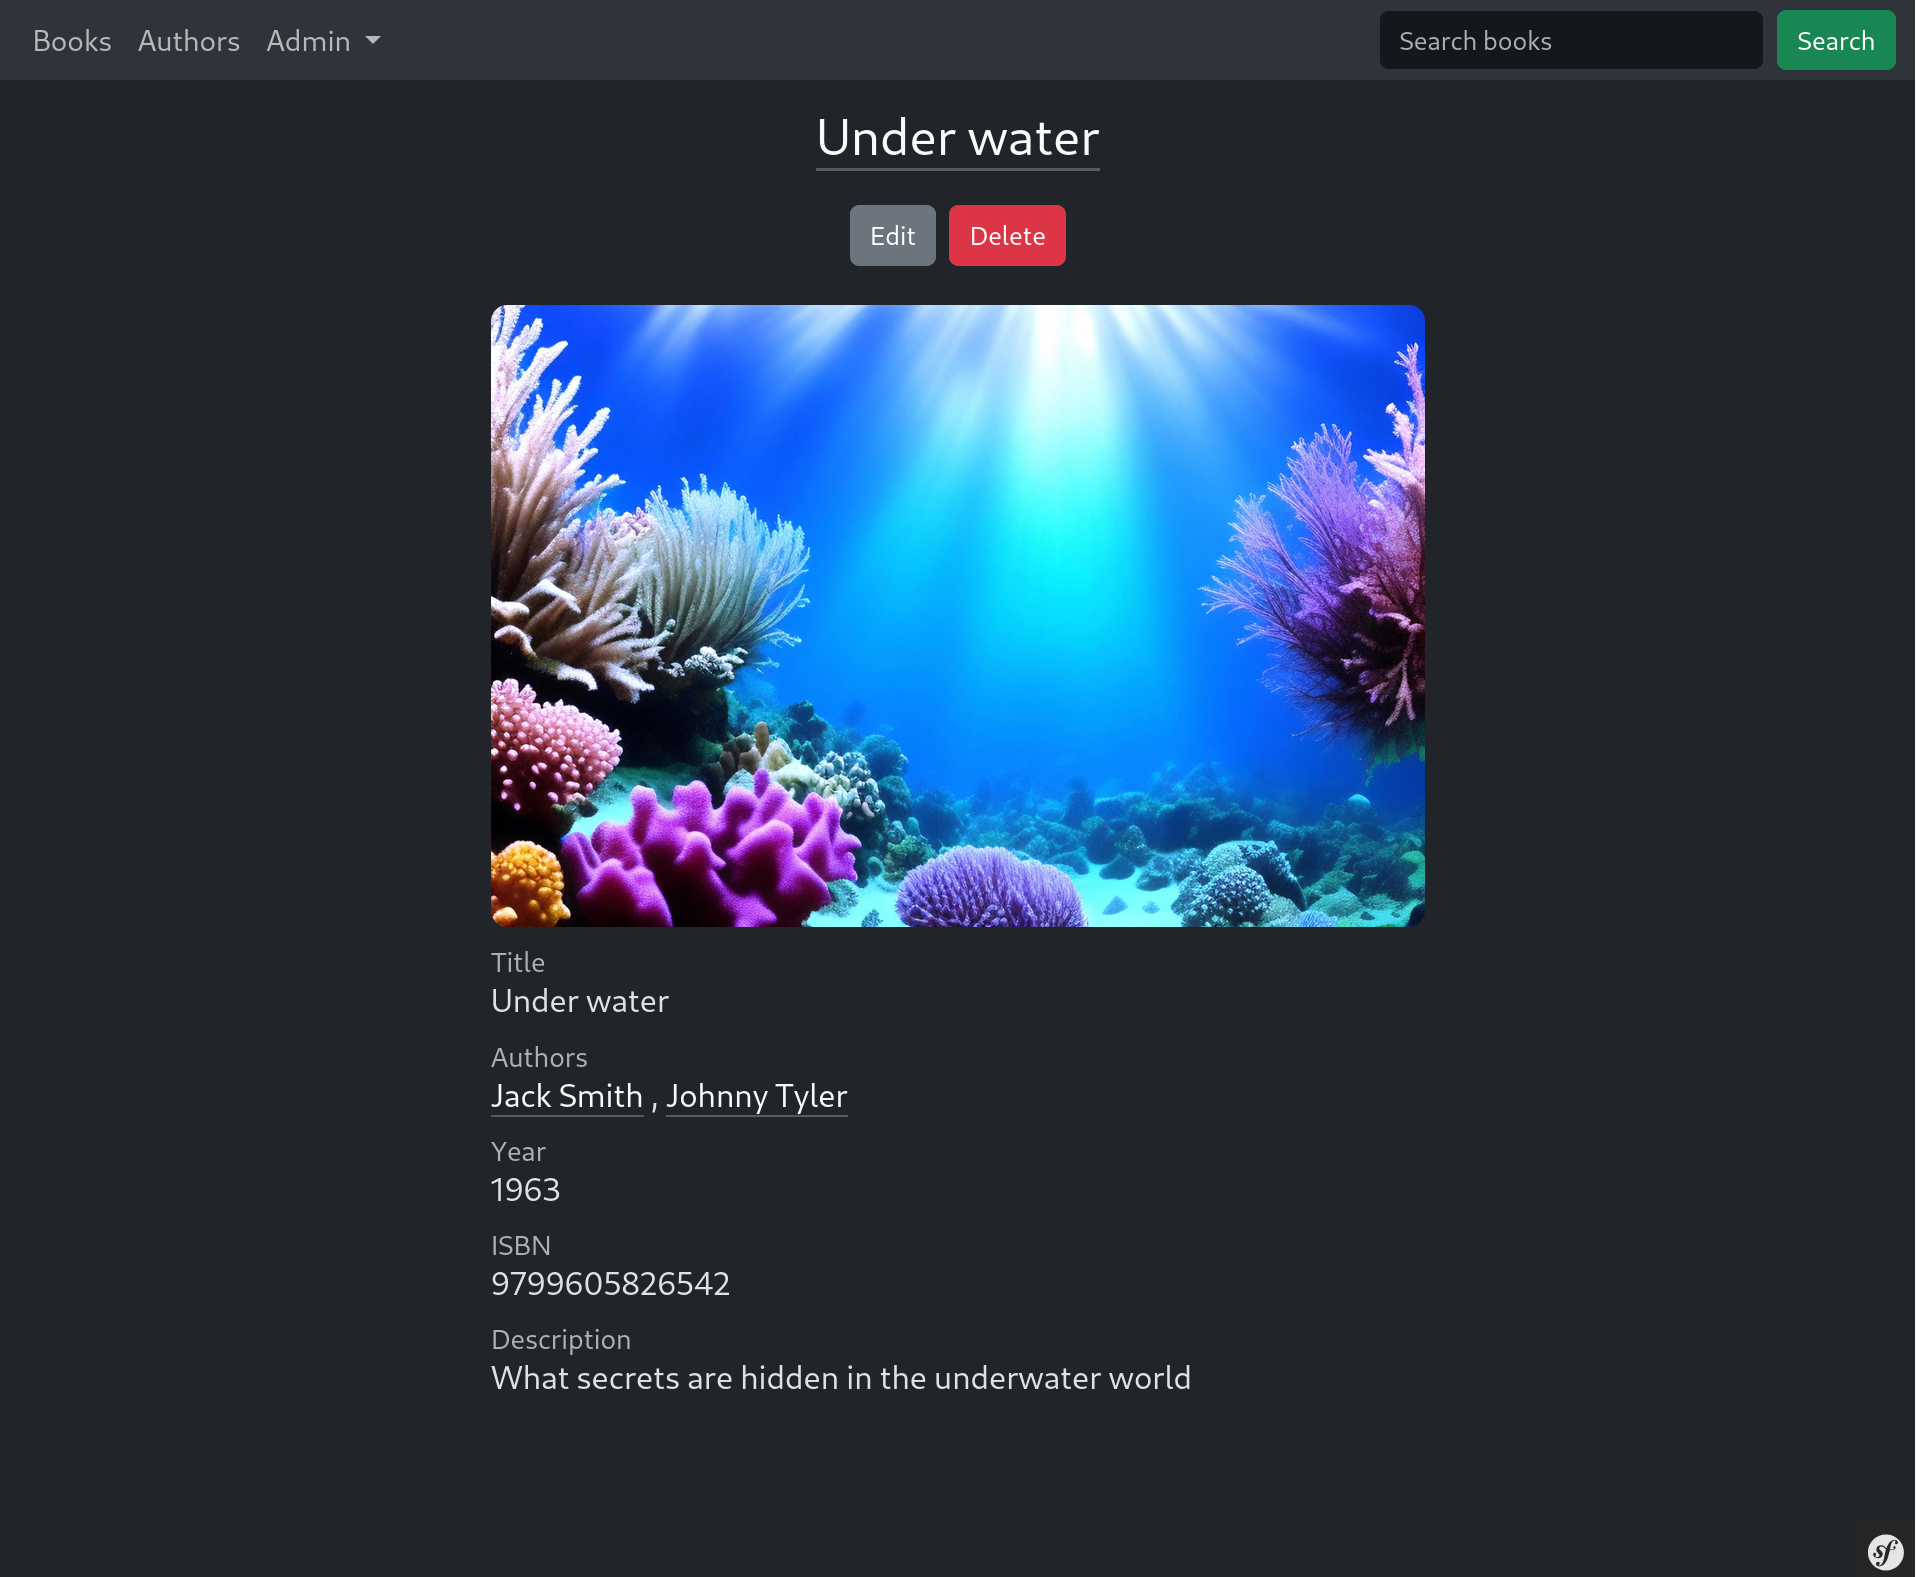 Books Authors Admin Search books Search
Under water
Edit Delete
Title
Under water
Authors
Jack Smith , Johnny Tyler
Year
1963
ISBN
9799605826542
Description
What secrets are hidden in the underwater world
sf